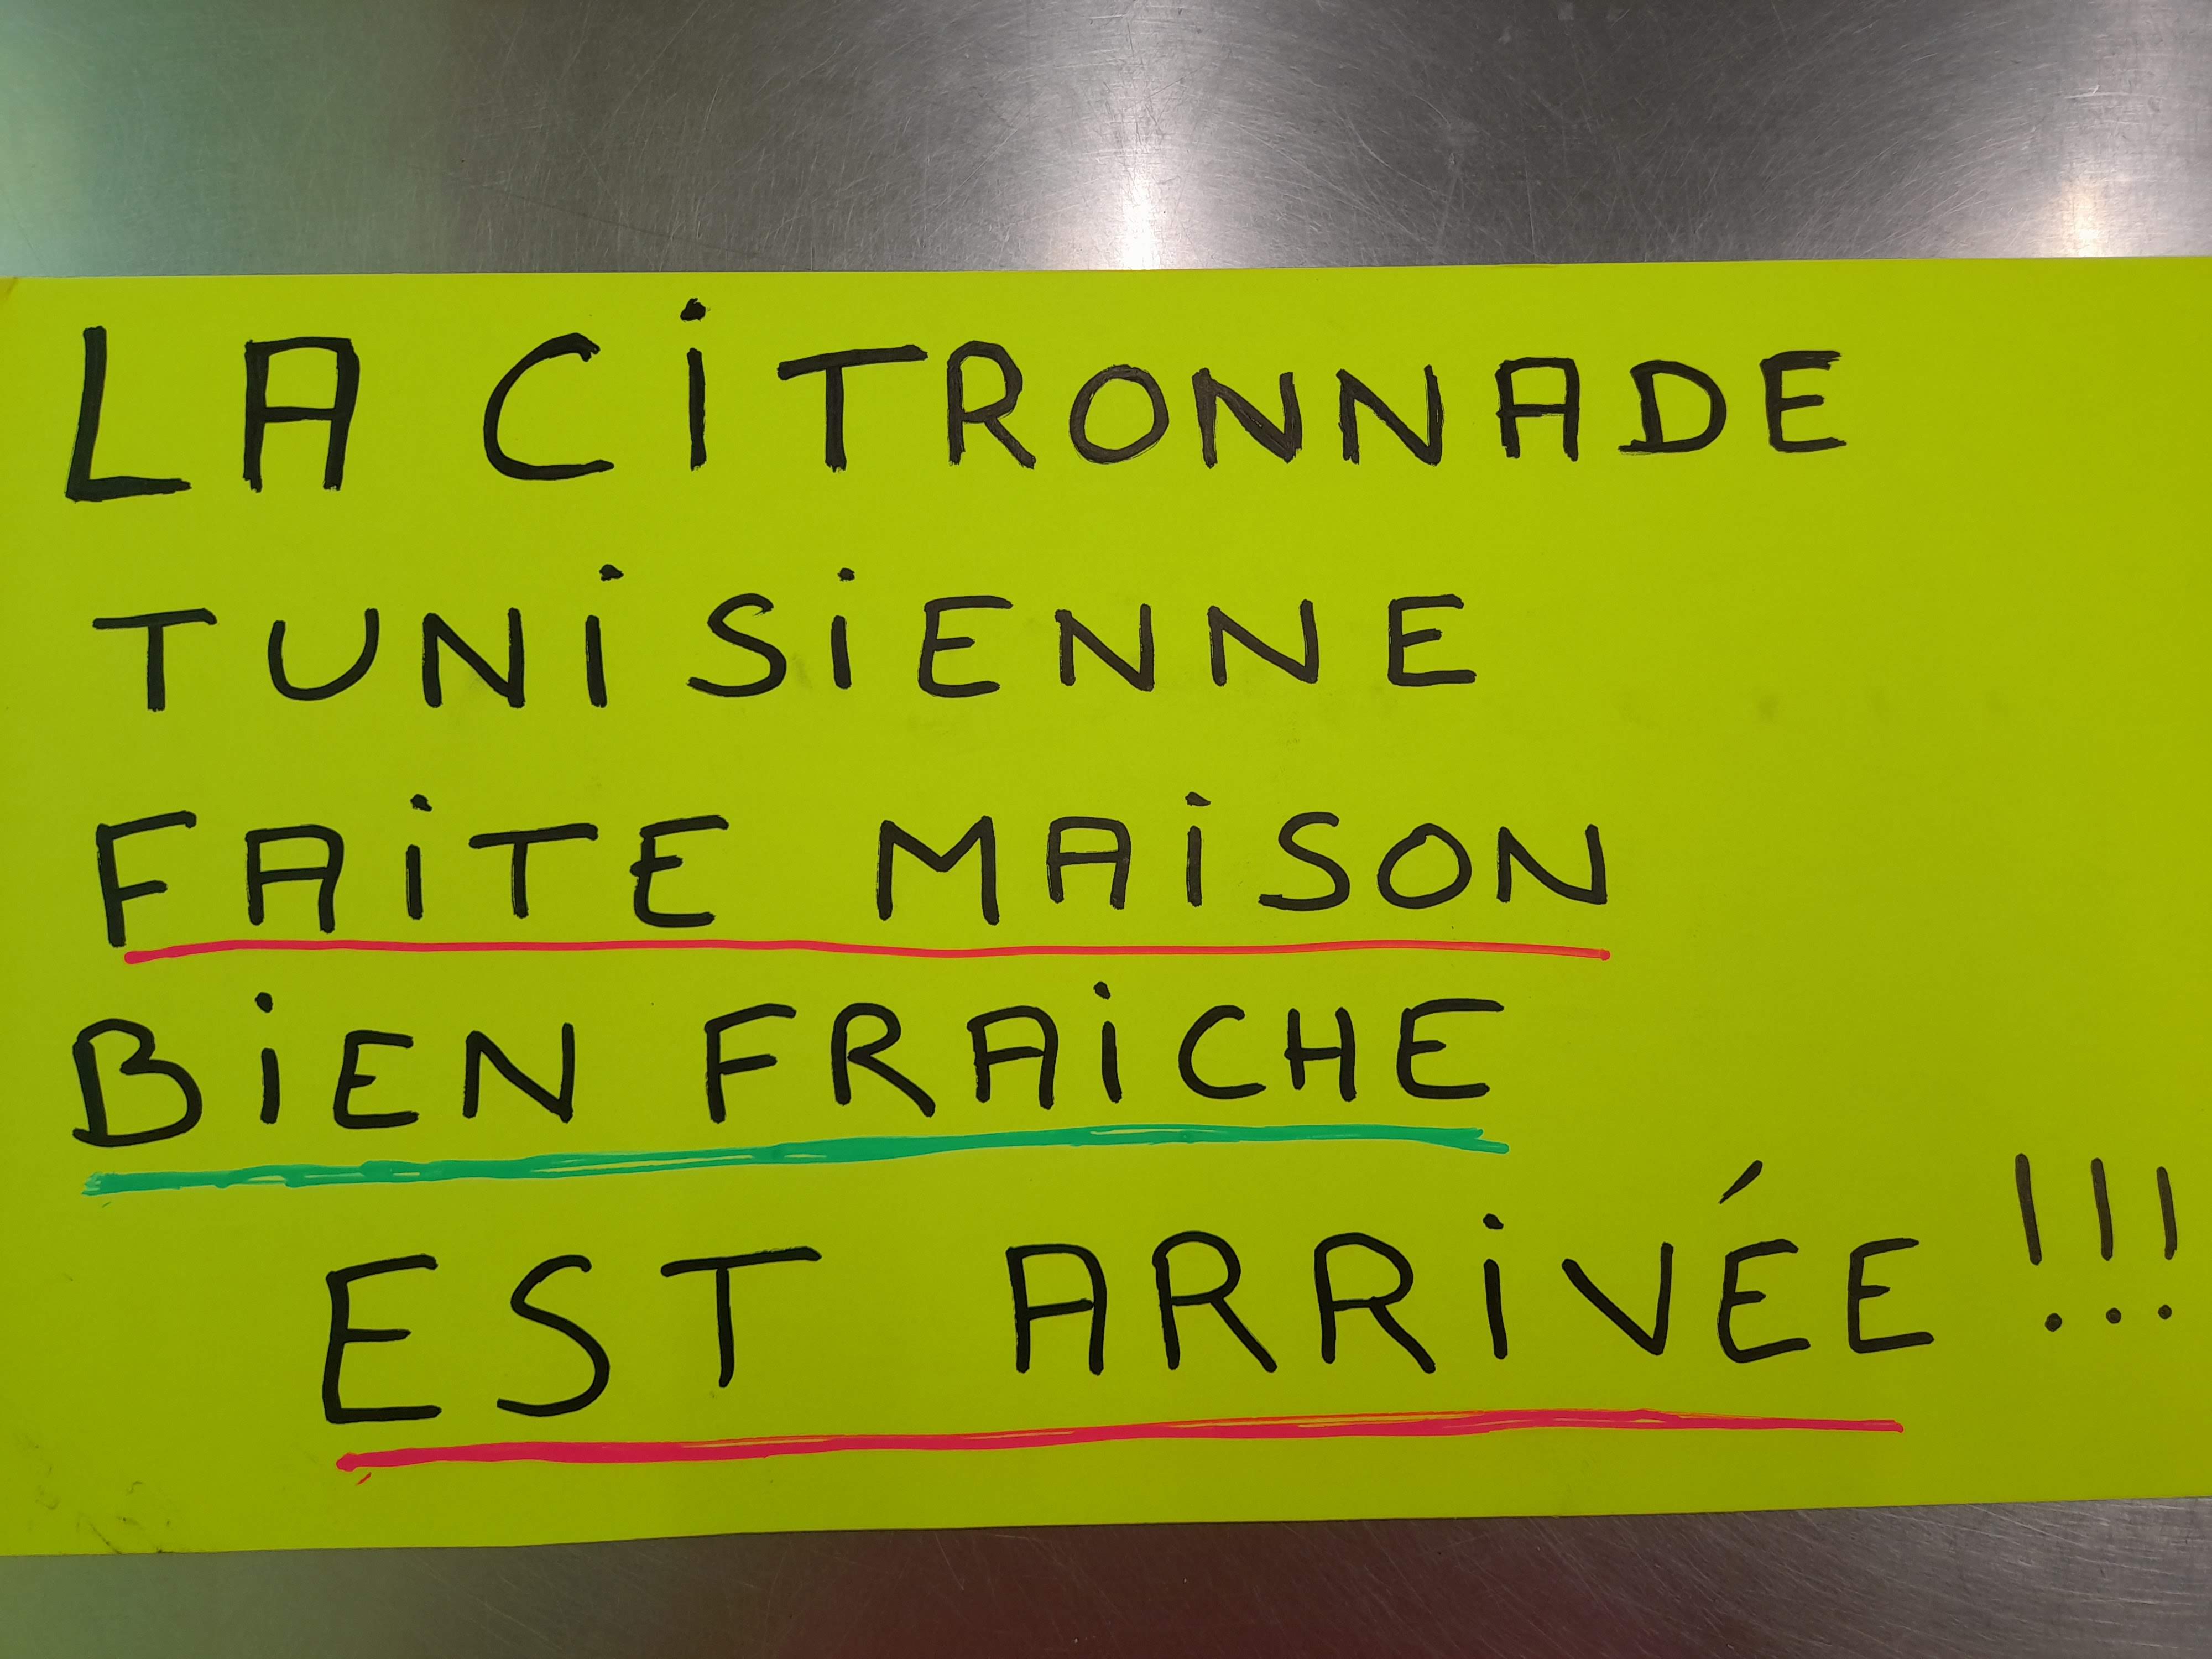 LA CiTRONNADE
TUNiSiENNE
FAiTE MAiSON
BiEN FRAiCHE
EST ARRiVÉE !!!